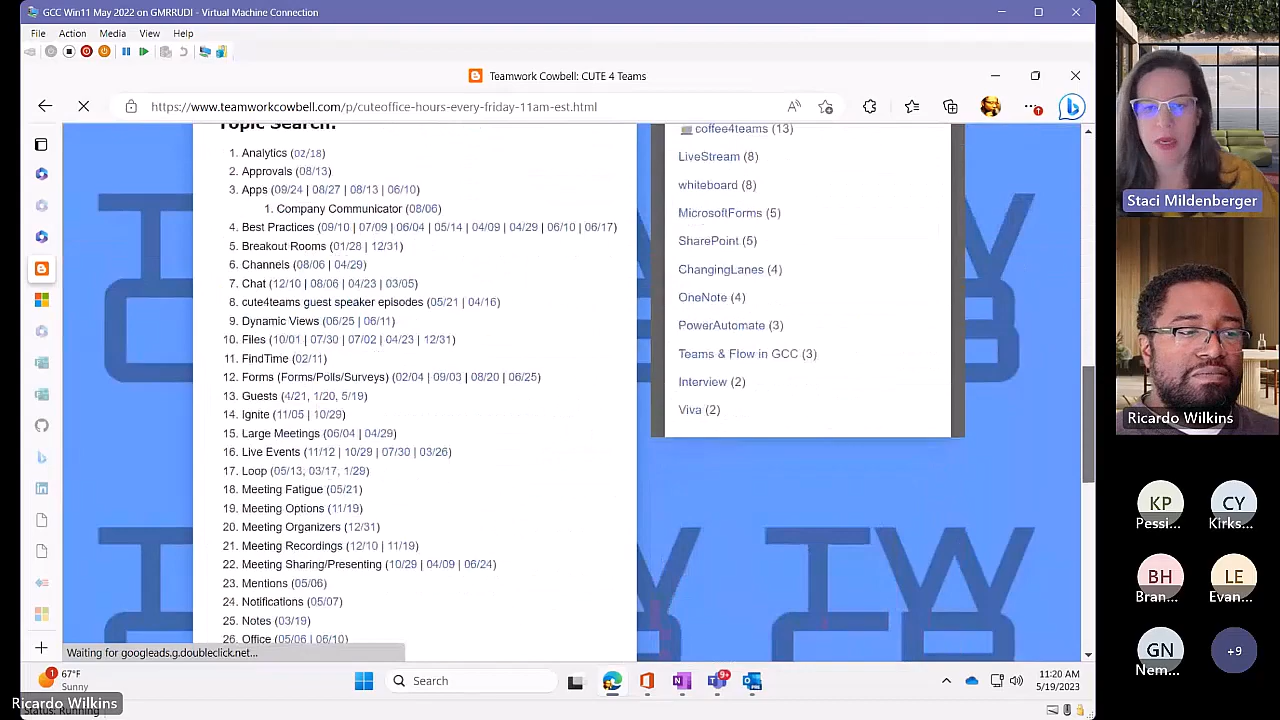 GCC Win11 May 2022 on GMRRUDI - Virtual Machine Connection
File Action Media View Help
Teamwork Cowbell: CUTE 4 Teams
https://www.teamworkcowbell.com/p/cuteoffice-hours-every-friday-11am-est.html
Topic Search:
1. Analytics (02/18)
2. Approvals (08/13)
3. Apps (09/24 | 08/27 | 08/13 | 06/10)
1. Company Communicator (08/06)
4. Best Practices (09/10 | 07/09 | 06/04 | 05/14 | 04/09 | 04/29 | 06/10 | 06/17)
5. Breakout Rooms (01/28 | 12/31)
6. Channels (08/06 | 04/29)
7. Chat (12/10 | 08/06 | 04/23 | 03/05)
8. cute4teams guest speaker episodes (05/21 | 04/16)
9. Dynamic Views (06/25 | 06/11)
10. Files (10/01 | 07/30 | 07/02 | 04/23 | 12/31)
11. FindTime (02/11)
12. Forms (Forms/Polls/Surveys) (02/04 | 09/03 | 08/20 | 06/25)
13. Guests (4/21, 1/20, 5/19)
14. Ignite (11/05 | 10/29)
15. Large Meetings (06/04 | 04/29)
16. Live Events (11/12 | 10/29 | 07/30 | 03/26)
17. Loop (05/13, 03/17, 1/29)
18. Meeting Fatigue (05/21)
19. Meeting Options (11/19)
20. Meeting Organizers (12/31)
21. Meeting Recordings (12/10 | 11/19)
22. Meeting Sharing/Presenting (10/29 | 04/09 | 06/24)
23. Mentions (05/06)
24. Notifications (05/07)
25. Notes (03/19)
26. Office (05/06 | 06/10)
coffee4teams (13)
LiveStream (8)
whiteboard (8)
MicrosoftForms (5)
SharePoint (5)
ChangingLanes (4)
OneNote (4)
PowerAutomate (3)
Teams & Flow in GCC (3)
Interview (2)
Viva (2)
TW
TW
TW
Waiting for googleads.g.doubleclick.net...
1
67°F
Sunny
Search
9+
11:20 AM
5/19/2023
Ricardo Wilkins
Status: Running
Staci Mildenberger
Ricardo Wilkins
KP
Pessi...
CY
Kirks...
BH
Bran...
LE
Evan...
GN
Nem...
+9